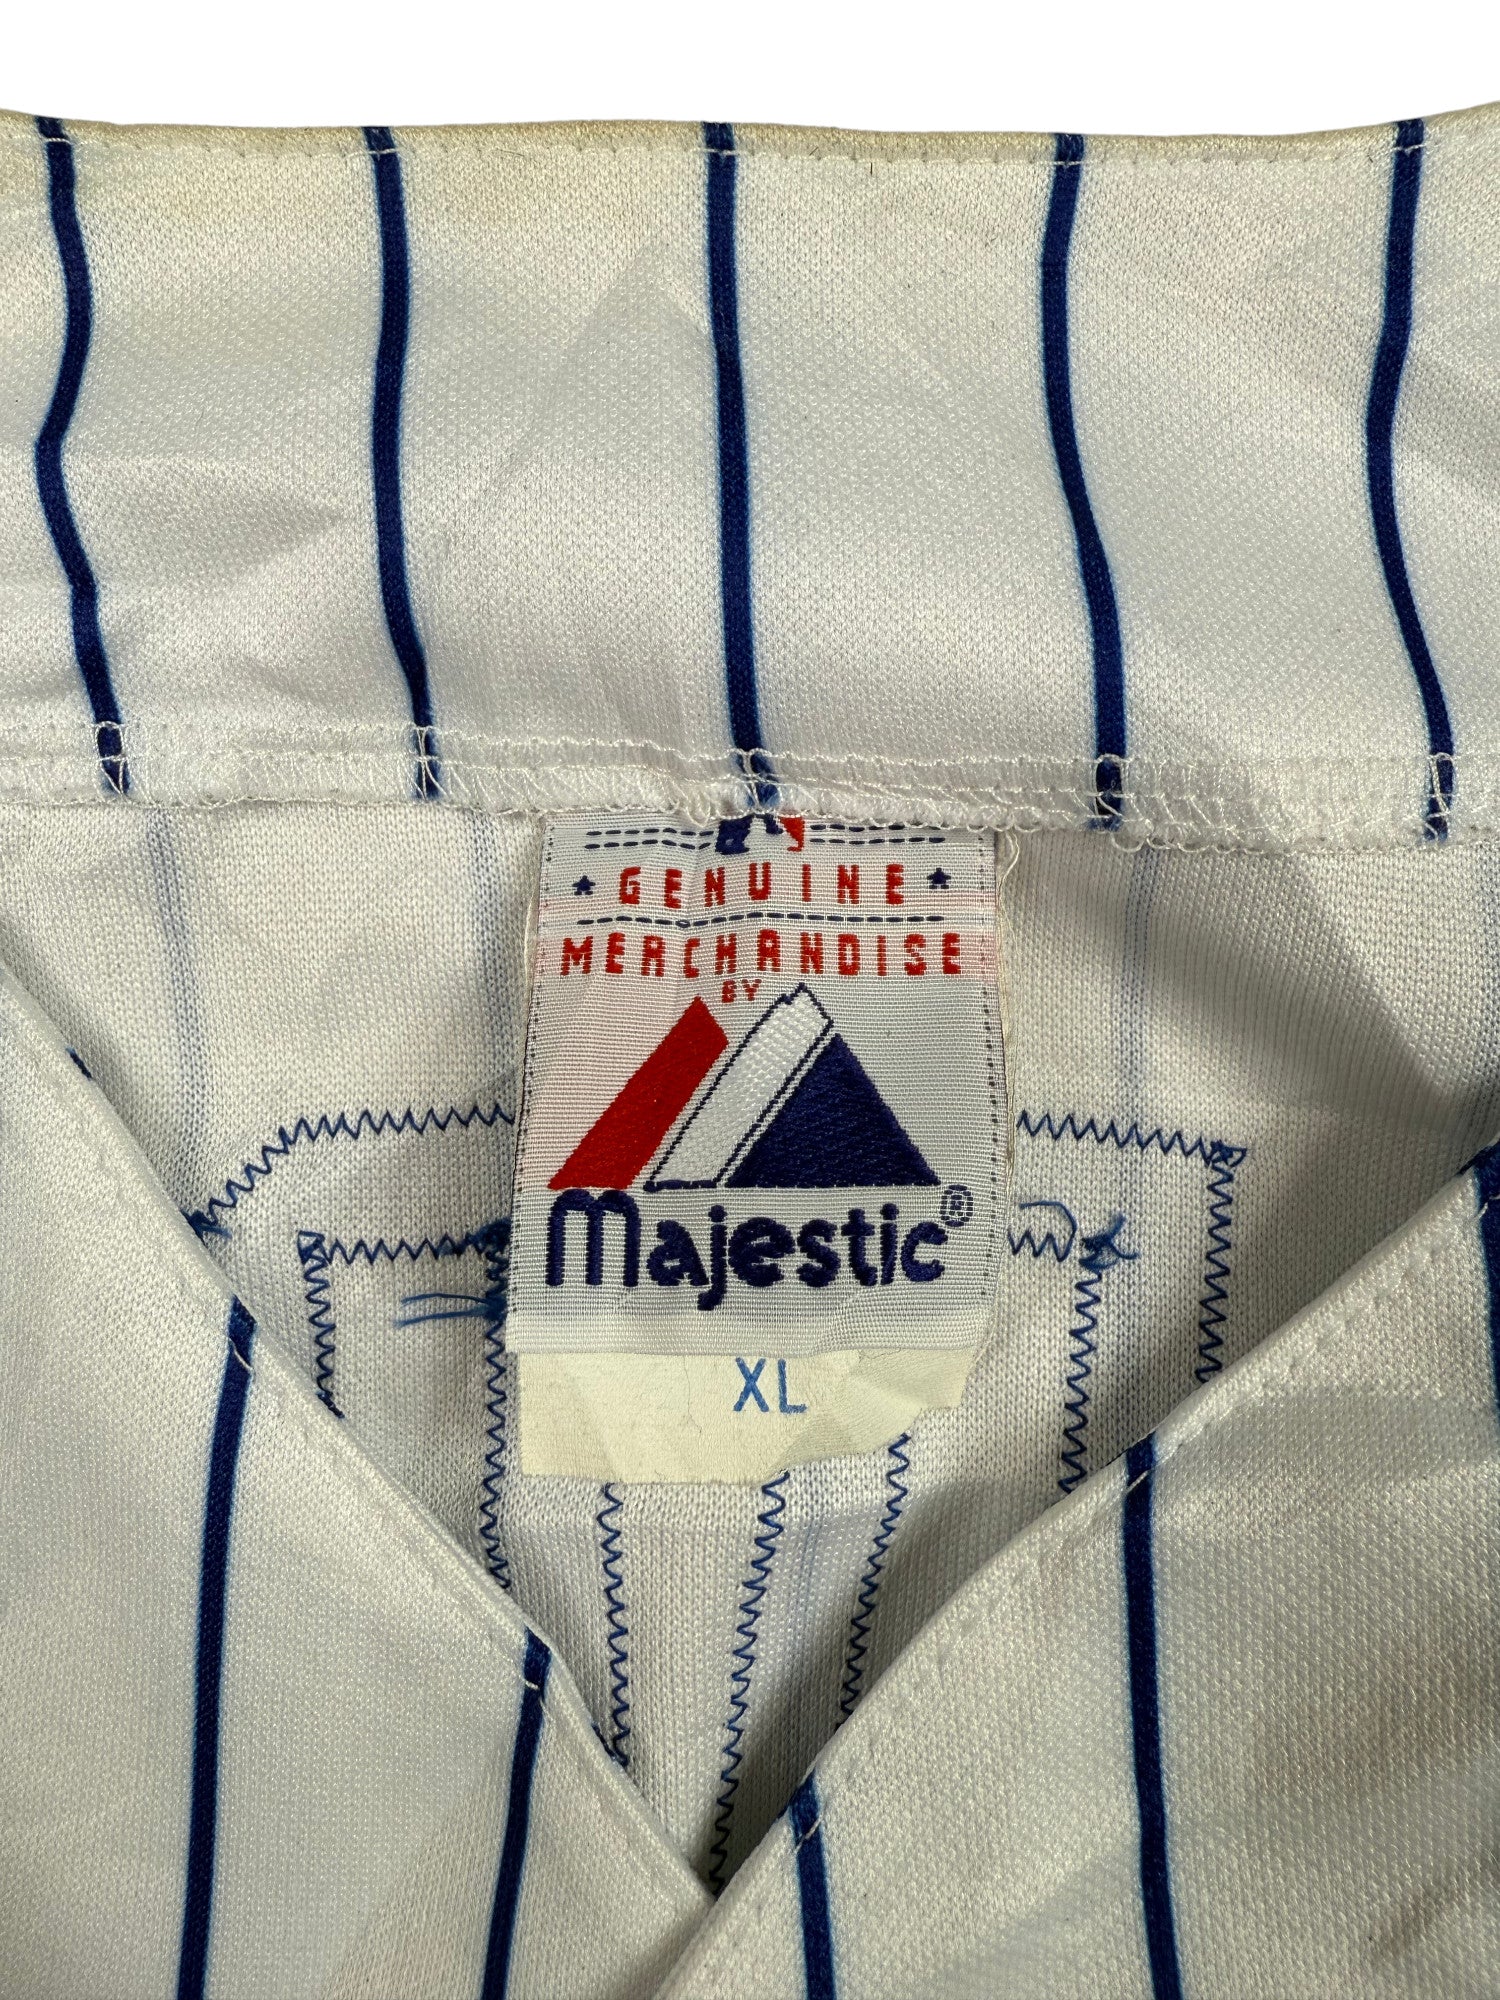 GENUINE
MERCHANDISE
BY
Majestic®
XL